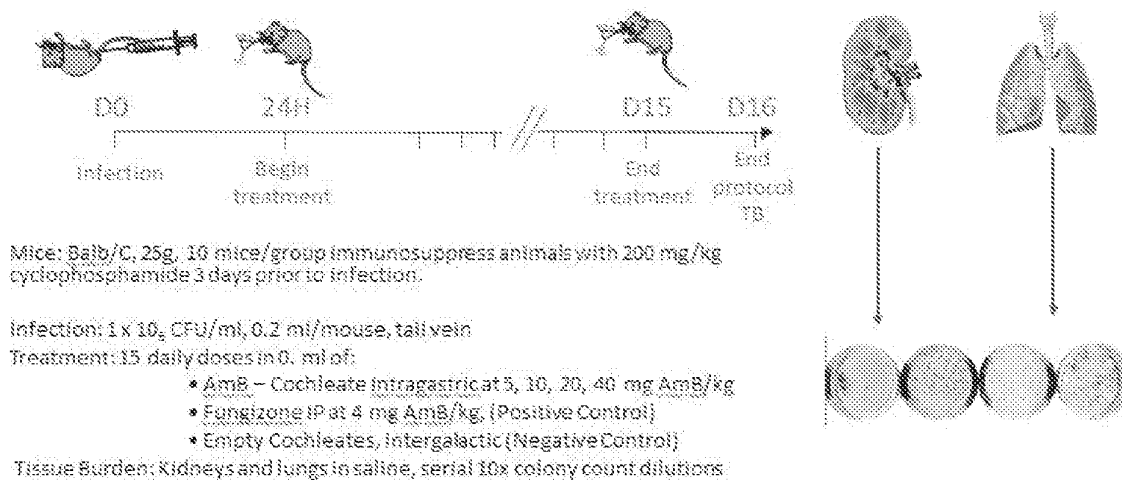 D0 24H D15 D16
Infection Begin treatment End treatment End protocol TB
Mice: Balb/C, 25g, 10 mice/group immunosuppress animals with 200 mg/kg
cyclophosphamide 3 days prior to infection.
Infection: 1 x 10₅ CFU/ml, 0.2 ml/mouse, tail vein
Treatment: 15 daily doses in 0. ml of:
• AmB – Cochleate Intragastric at 5, 10, 20, 40 mg AmB/kg
• Fungizone IP at 4 mg AmB/kg, (Positive Control)
• Empty Cochleates, Intergalactic (Negative Control)
Tissue Burden: Kidneys and lungs in saline, serial 10x colony count dilutions